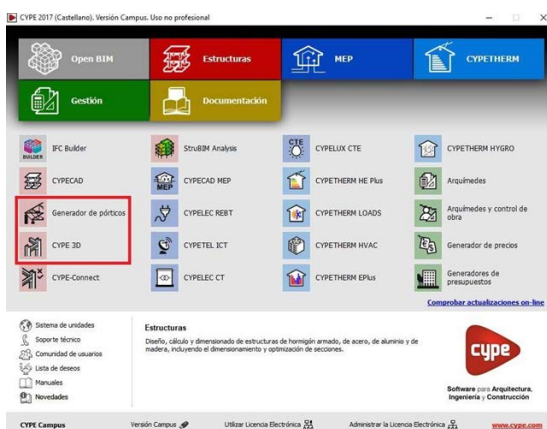 CYPE 2017 (Castellano). Versión Campus. Uso no profesional
Open BIM
Estructuras
MEP
CYPETHERM
Gestión
Documentación
BUILDER
IFC Builder
StruBIM Analysis
CTE
CYPELUX CTE
CYPETHERM HYGRO
CYPECAD
MEP
CYPECAD MEP
CYPETHERM HE Plus
Arquímedes
Generador de pórticos
CYPELEC REBT
CYPETHERM LOADS
Arquímedes y control de
obra
CYPE 3D
CYPETEL ICT
CYPETHERM HVAC
Generador de precios
CYPE-Connect
CYPELEC CT
CYPETHERM EPlus
Generadores de
presupuestos
Comprobar actualizaciones on-line
Sistema de unidades
Soporte técnico
Comunidad de usuarios
Lista de deseos
Manuales
Novedades
Estructuras
Diseño, cálculo y dimensionado de estructuras de hormigón armado, de acero, de aluminio y de
madera, incluyendo el dimensionamiento y optimización de secciones.
cype
Software para Arquitectura,
Ingeniería y Construcción
CYPE Campus
Versión Campus
Utilizar Licencia Electrónica
Administrar la Licencia Electrónica
www.cype.com